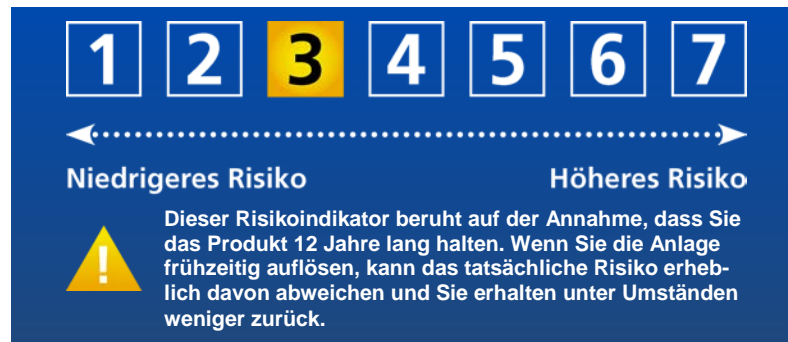 1 2 3 4 5 6 7
Niedrigeres Risiko Höheres Risiko
Dieser Risikoindikator beruht auf der Annahme, dass Sie
das Produkt 12 Jahre lang halten. Wenn Sie die Anlage
frühzeitig auflösen, kann das tatsächliche Risiko erheb-
lich davon abweichen und Sie erhalten unter Umständen
weniger zurück.